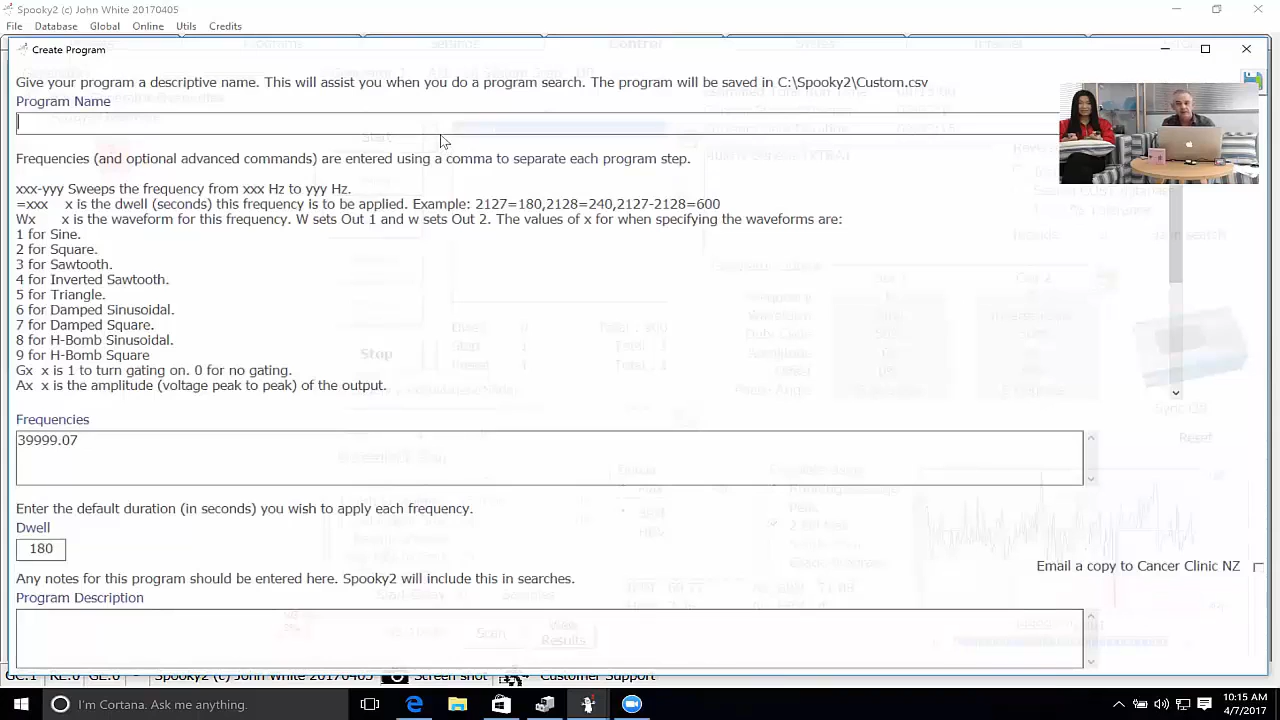 Spooky2 (c) John White 20170405
File Database Global Online Utils Credits
Create Program
Give your program a descriptive name. This will assist you when you do a program search. The program will be saved in C:\Spooky2\Custom.csv
Program Name
Start
Frequencies (and optional advanced commands) are entered using a comma to separate each program step.
xxx-yyy Sweeps the frequency from xxx Hz to yyy Hz.
=xxx x is the dwell (seconds) this frequency is to be applied. Example: 2127=180,2128=240,2127-2128=600
Wx x is the waveform for this frequency. W sets Out 1 and w sets Out 2. The values of x for when specifying the waveforms are:
1 for Sine.
2 for Square.
3 for Sawtooth.
4 for Inverted Sawtooth.
5 for Triangle.
6 for Damped Sinusoidal.
7 for Damped Square.
8 for H-Bomb Sinusoidal.
9 for H-Bomb Square
Stop
Gx x is 1 to turn gating on. 0 for no gating.
Ax x is the amplitude (voltage peak to peak) of the output.
Frequencies
Reset
39999.07
Enter the default duration (in seconds) you wish to apply each frequency.
Dwell
180
Email a copy to Cancer Clinic NZ
Any notes for this program should be entered here. Spooky2 will include this in searches.
Program Description
Scan
View Results
Spooky2 (c) John White 20170405 Screen Shot Customer Support
I'm Cortana. Ask me anything.
10:15 AM
4/7/2017